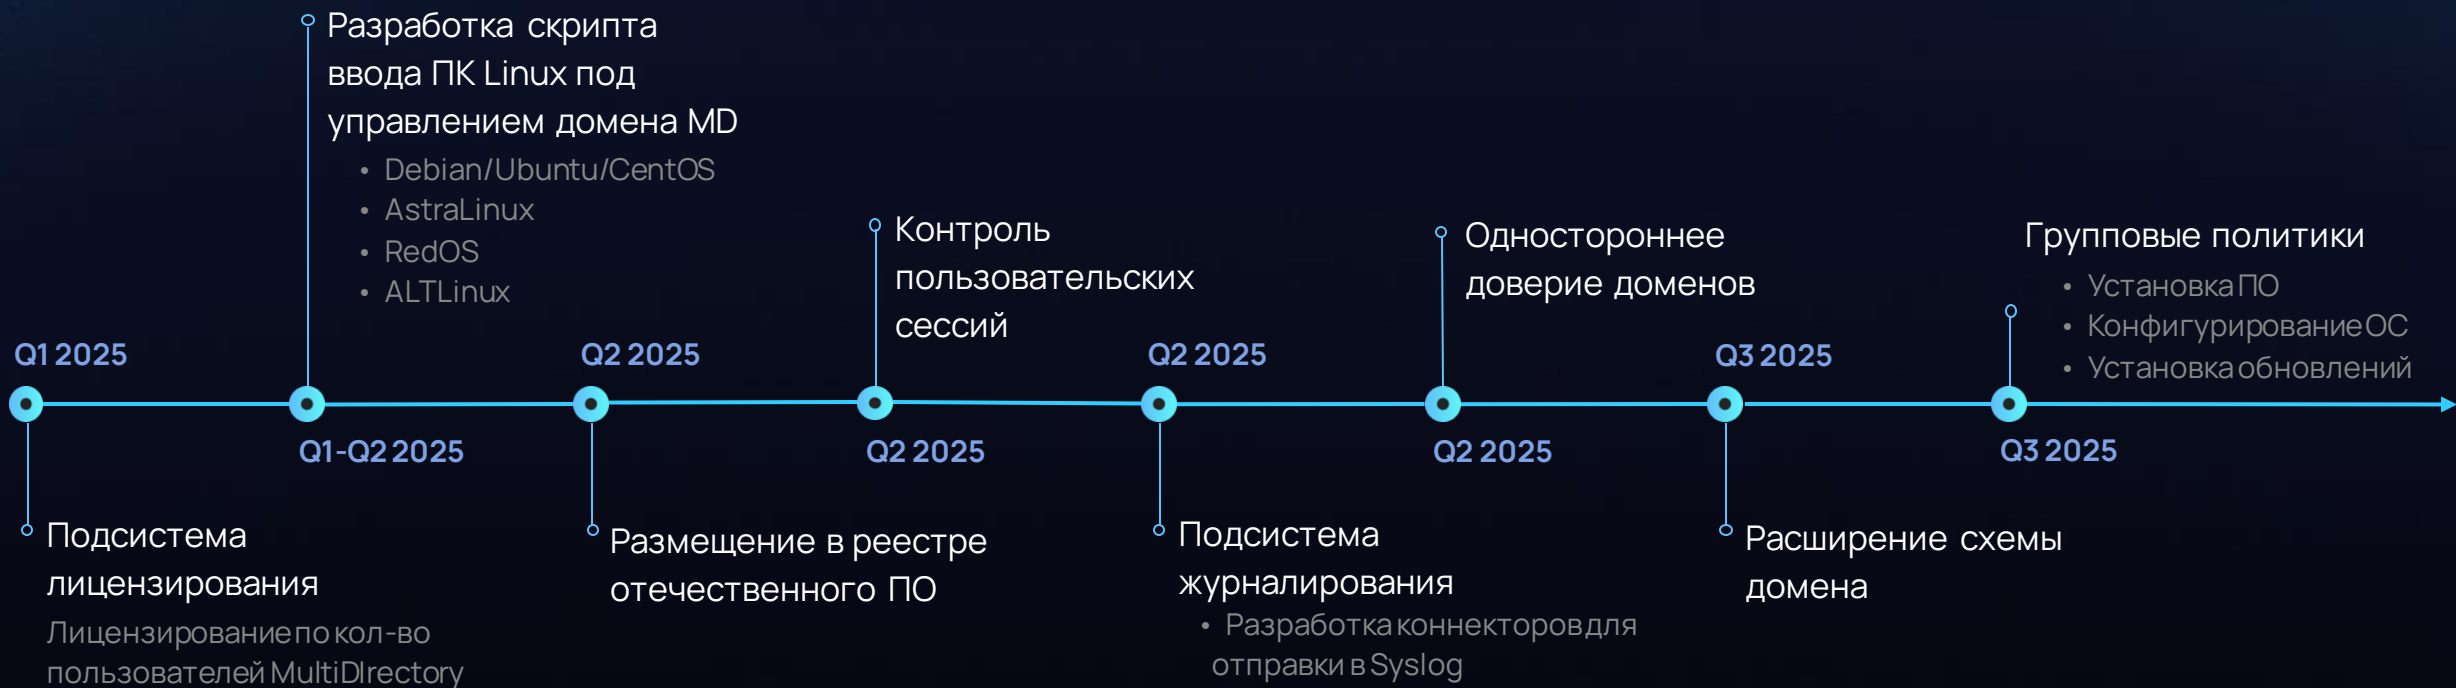 Q1 2025
Подсистема
лицензирования
Лицензирование по кол-во
пользователей MultiDIrectory
Разработка скрипта
ввода ПК Linux под
управлением домена MD
• Debian/Ubuntu/CentOS
• AstraLinux
• RedOS
• ALTLinux
Q1-Q2 2025
Q2 2025
Размещение в реестре
отечественного ПО
Контроль
пользовательских
сессий
Q2 2025
Q2 2025
Подсистема
журналирования
• Разработка коннекторов для
отправки в Syslog
Одностороннее
доверие доменов
Q2 2025
Q3 2025
Расширение схемы
домена
Групповые политики
• Установка ПО
• Конфигурирование ОС
• Установка обновлений
Q3 2025